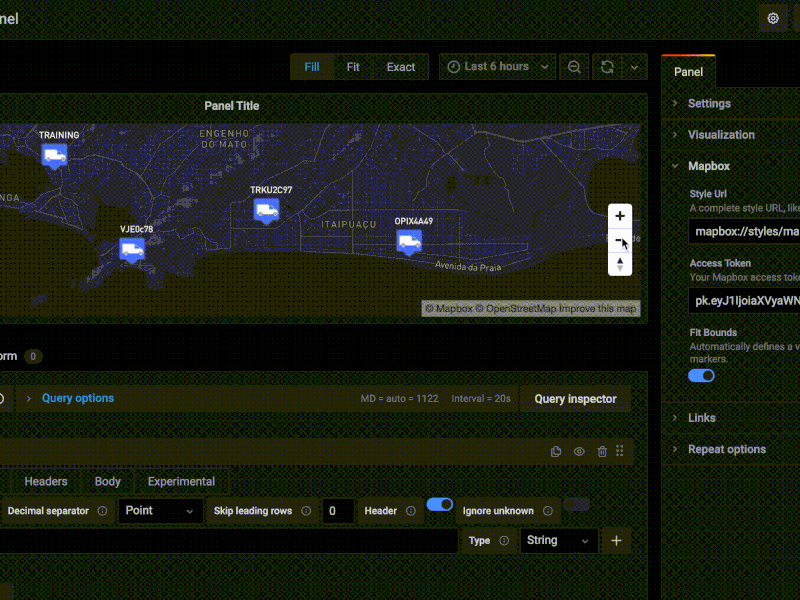 nel
Fill
Fit
Exact
Last 6 hours
Panel
Panel Title
Settings
TRAINING
ENGENHO
DO MATO
Visualization
Mapbox
TRKU2C97
Style Url
NGA
A complete style URL, like
OPIX4A49
VJE0c78
ITAIPUAÇU
mapbox://styles/ma
Avenida da Praia
Access Token
Your Mapbox access toke
pk.eyJ1IjoiaXVyaWN
© Mapbox © OpenStreetMap Improve this map
Fit Bounds
Automatically defines a v
markers.
orm 0
Query options
MD = auto = 1122
Interval = 20s
Query inspector
Links
Repeat options
Headers
Body
Experimental
Decimal separator
Point
Skip leading rows
0
Header
Ignore unknown
Type
String